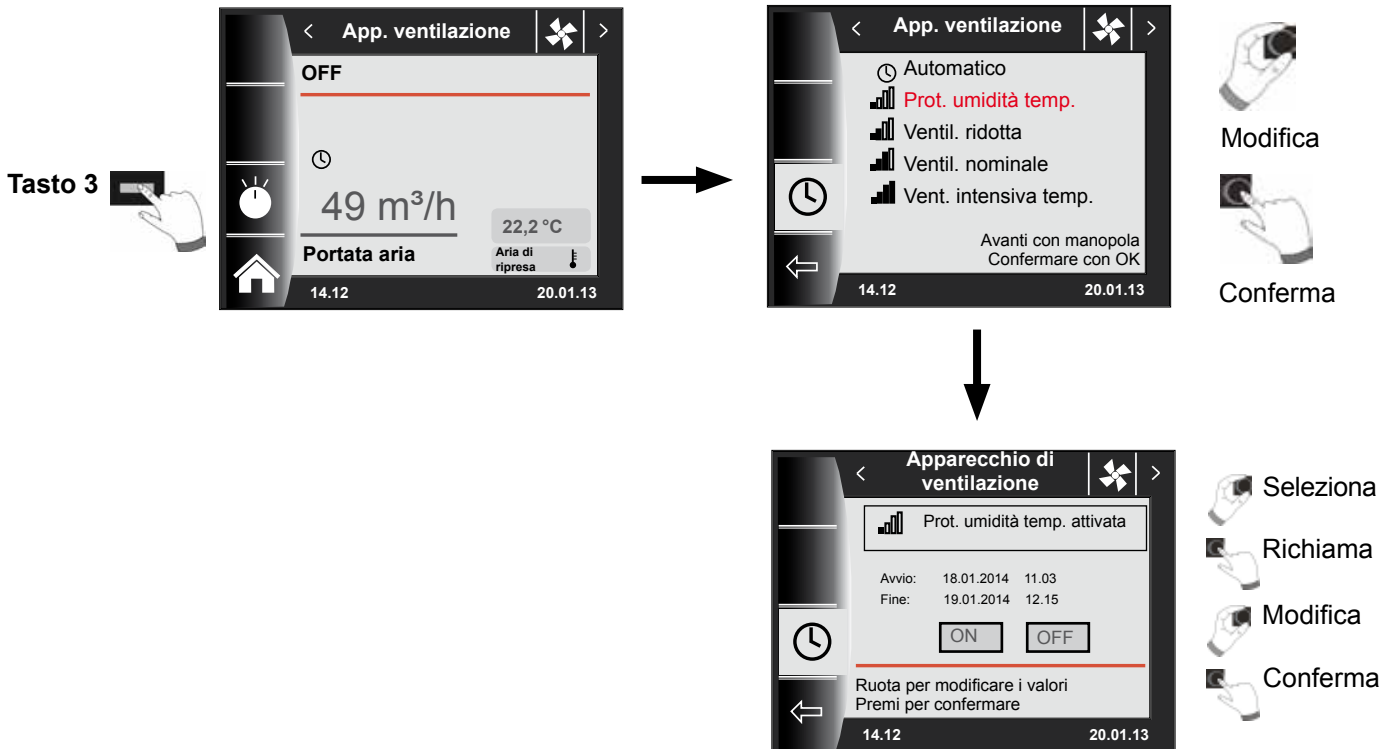 Tasto 3
< App. ventilazione >
OFF
49 m³/h
22,2 °C
Portata aria
Aria di
ripresa
14.12 20.01.13
< App. ventilazione >
Automatico
Prot. umidità temp.
Ventil. ridotta
Ventil. nominale
Vent. intensiva temp.
Avanti con manopola
Confermare con OK
14.12 20.01.13
Modifica
Conferma
< Apparecchio di
ventilazione >
Prot. umidità temp. attivata
Avvio: 18.01.2014 11.03
Fine: 19.01.2014 12.15
ON OFF
Ruota per modificare i valori
Premi per confermare
14.12 20.01.13
Seleziona
Richiama
Modifica
Conferma